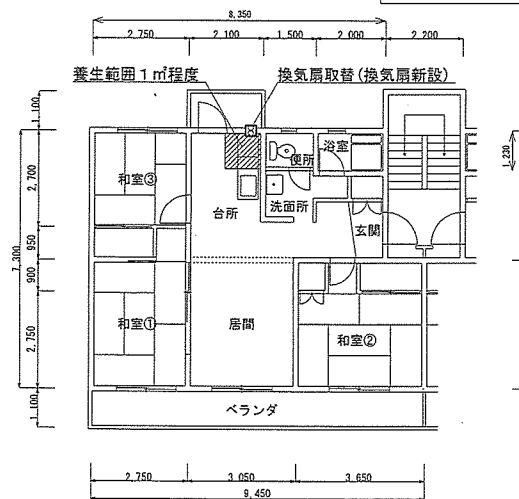 8,350
2,750 2,100 1,500 2,000 2,200
養生範囲1㎡程度 換気扇取替(換気扇新設)
1,100
浴室
便所
1,230
和室③
2,700
台所 洗面所
玄関
950
7,300
900
和室① 居間 和室②
2,750
ベランダ
1,100
2,750 3,050 3,650
9,450